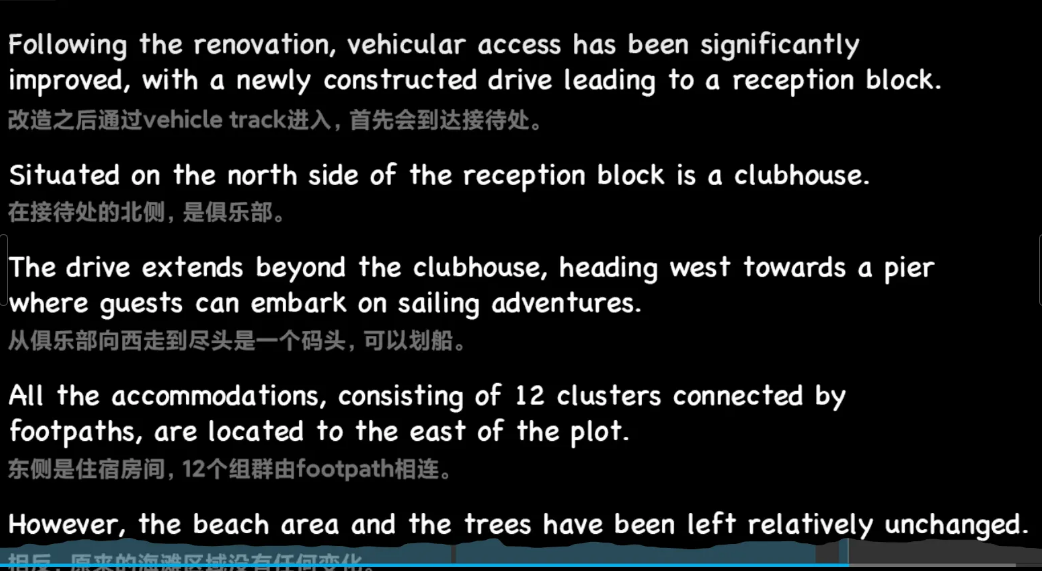 Following the renovation, vehicular access has been significantly
improved, with a newly constructed drive leading to a reception block.
改造之后通过vehicle track进入，首先会到达接待处。
Situated on the north side of the reception block is a clubhouse.
在接待处的北侧，是俱乐部。
The drive extends beyond the clubhouse, heading west towards a pier
where guests can embark on sailing adventures.
从俱乐部向西走到尽头是一个码头，可以划船。
All the accommodations, consisting of 12 clusters connected by
footpaths, are located to the east of the plot.
东侧是住宿房间，12个组群由footpath相连。
However, the beach area and the trees have been left relatively unchanged.
相反，原来的海滩区域没有任何变化。